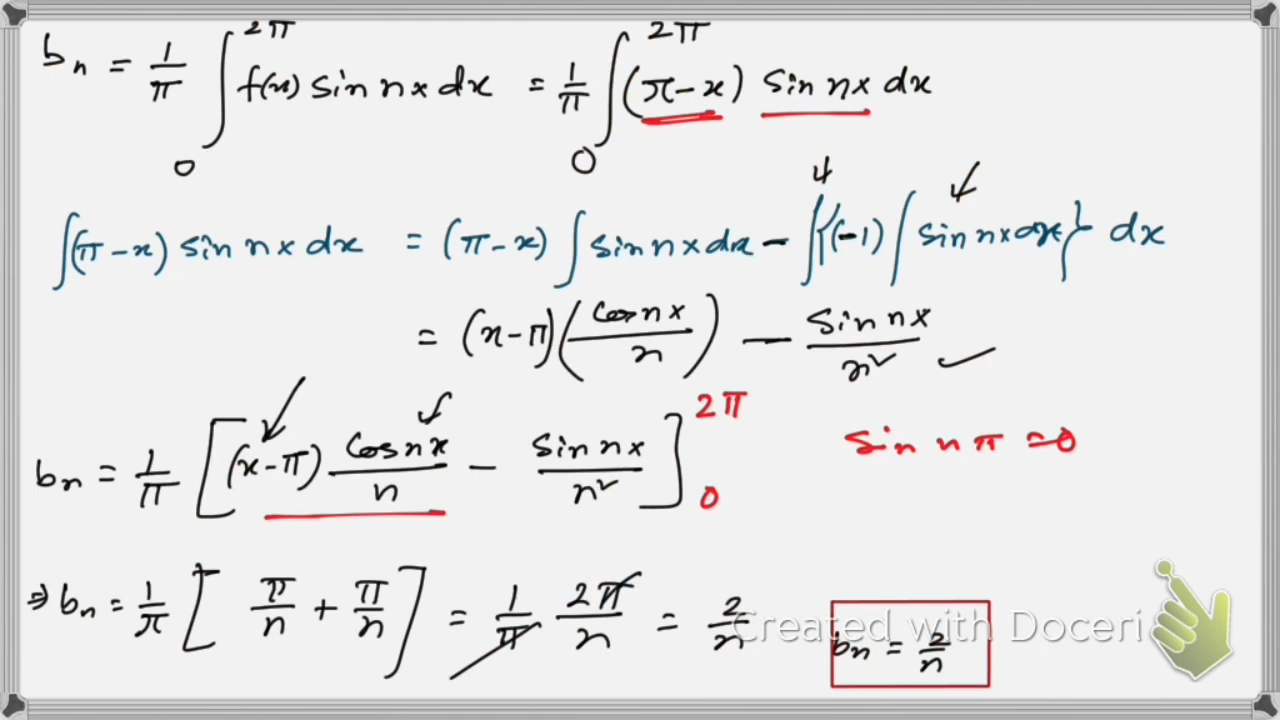 bₙ = 1/π ∫₀^2π f(x) sin nx dx = 1/π ∫₀^2π (π-x) sin nx dx
∫(π-x) sin nx dx = (π-x) ∫ sin nx dx - ∫{(-1) ∫ sin nx dx} dx
= (x-π)(cos nx/n) - sin nx/n²
bₙ = 1/π [(x-π) cos nx/n - sin nx/n²]₀^2π sin nπ = 0
⇒ bₙ = 1/π [π/n + π/n] = 1/π 2π/n = 2/n
bₙ = 2/n
Created with Doceri